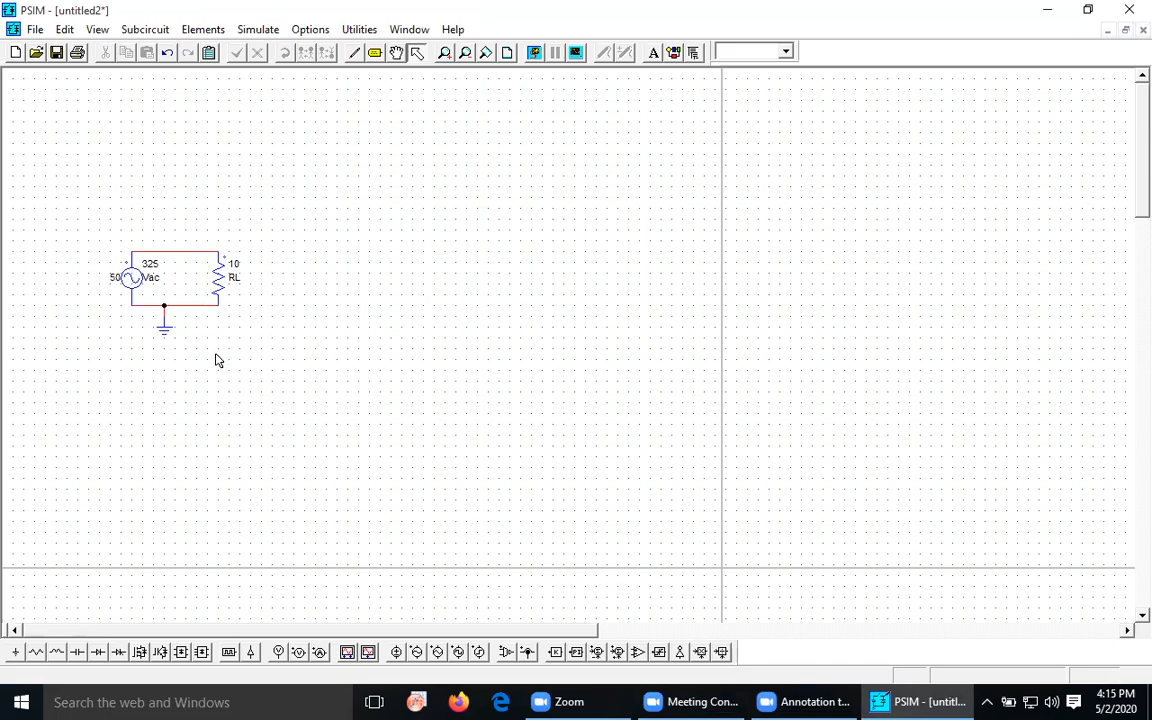 PSIM - [untitled2*]
File Edit View Subcircuit Elements Simulate Options Utilities Window Help
A
325
50 Vac
10
RL
Search the web and Windows
Zoom
Meeting Con...
Annotation t...
PSIM - [untitl...
4:15 PM
5/2/2020